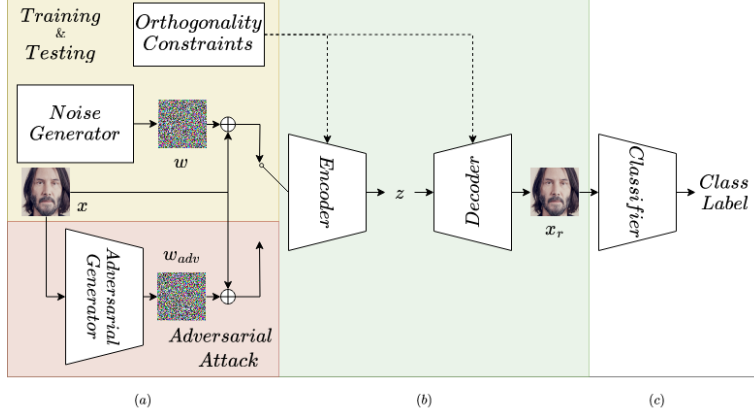 Training
&
Testing
Orthogonality
Constraints
Noise
Generator
w
x
Adversarial
Generator
w_adv
Adversarial
Attack
Encoder
z
Decoder
x_r
Classifier
Class
Label
(a)
(b)
(c)